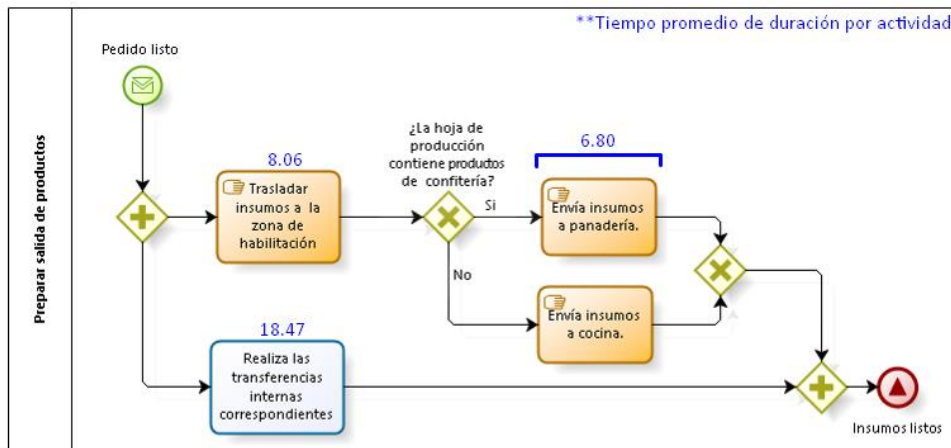 **Tiempo promedio de duración por actividad
Preparar salida de productos
Pedido listo
8.06
Trasladar
insumos a la
zona de
habilitación
¿La hoja de
producción
contiene productos
de confitería?
Si
No
6.80
Envía insumos
a panadería.
Envía insumos
a cocina.
18.47
Realiza las
transferencias
internas
correspondientes
Insumos listos